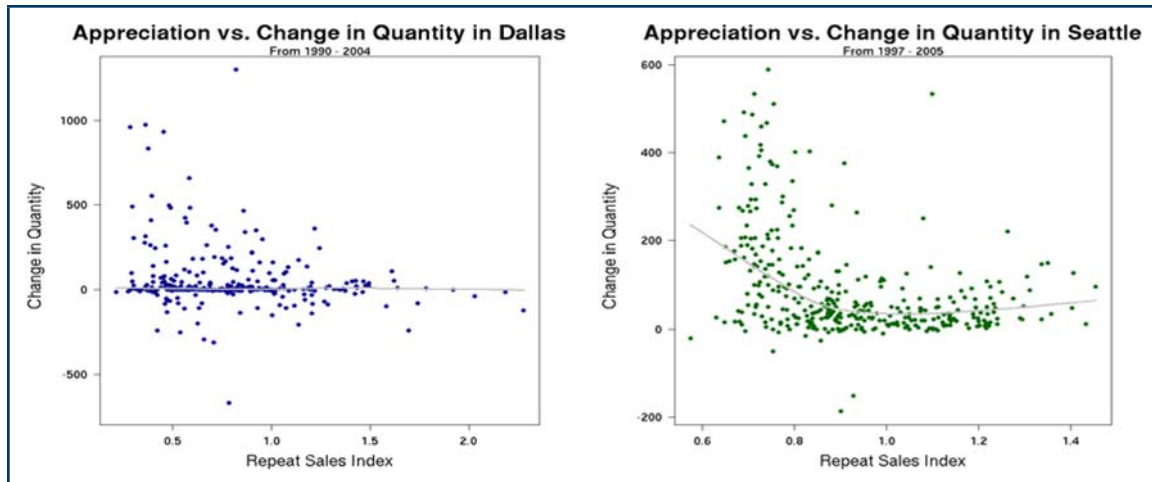 Appreciation vs. Change in Quantity in Dallas
From 1990 - 2004
Change in Quantity
1000
500
0
-500
0.5 1.0 1.5 2.0
Repeat Sales Index
Appreciation vs. Change in Quantity in Seattle
From 1997 - 2005
Change in Quantity
600
400
200
0
-200
0.6 0.8 1.0 1.2 1.4
Repeat Sales Index